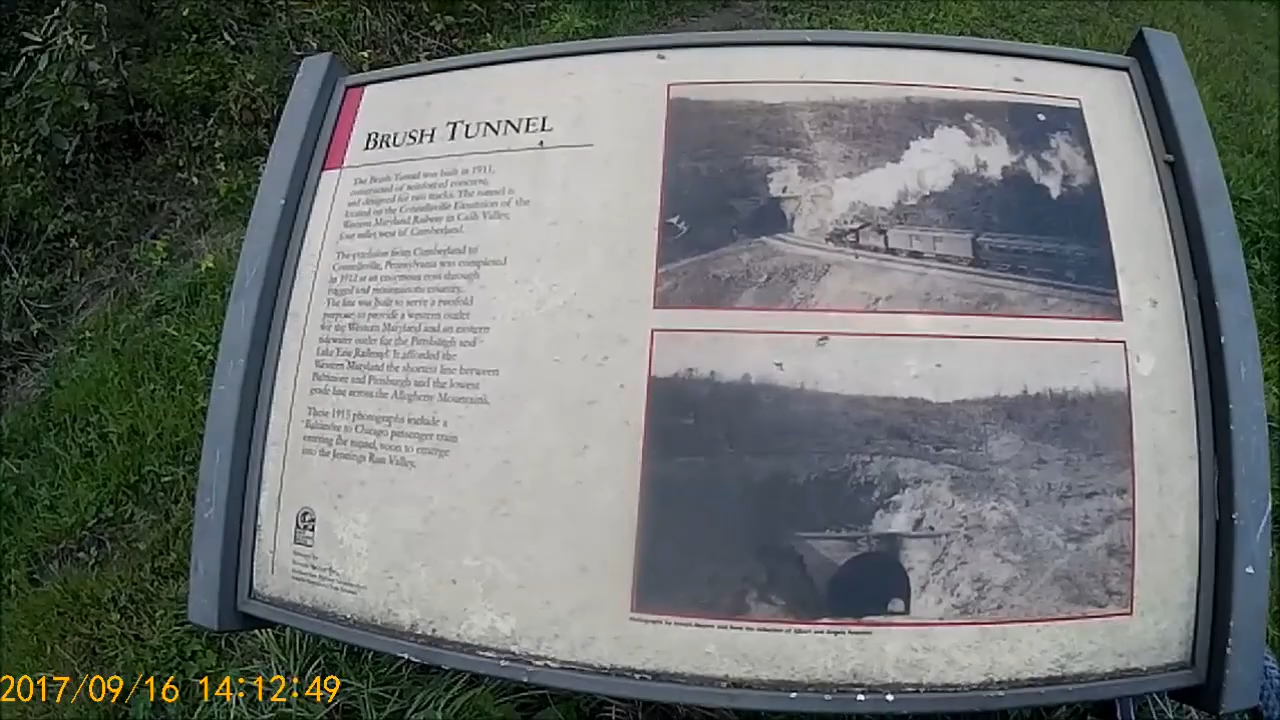 BRUSH TUNNEL
The Brush Tunnel was built in 1911,
constructed of reinforced concrete,
and designed for two tracks. The tunnel is
located on the Connellsville Extension of the
Western Maryland Railway in Cash Valley,
four miles west of Cumberland.
The extension from Cumberland to
Connellsville, Pennsylvania was completed
in 1912 at an enormous cost through
rugged and mountainous country.
The line was built to serve a twofold
purpose: to provide a western outlet
for the Western Maryland and an eastern
tidewater outlet for the Pittsburgh and
Lake Erie Railroad. It afforded the
Western Maryland the shortest line between
Baltimore and Pittsburgh and the lowest
grade line across the Allegheny Mountains.
These 1913 photographs include a
Baltimore to Chicago passenger train
entering the tunnel, soon to emerge
into the Jennings Run Valley.
2017/09/16 14:12:49